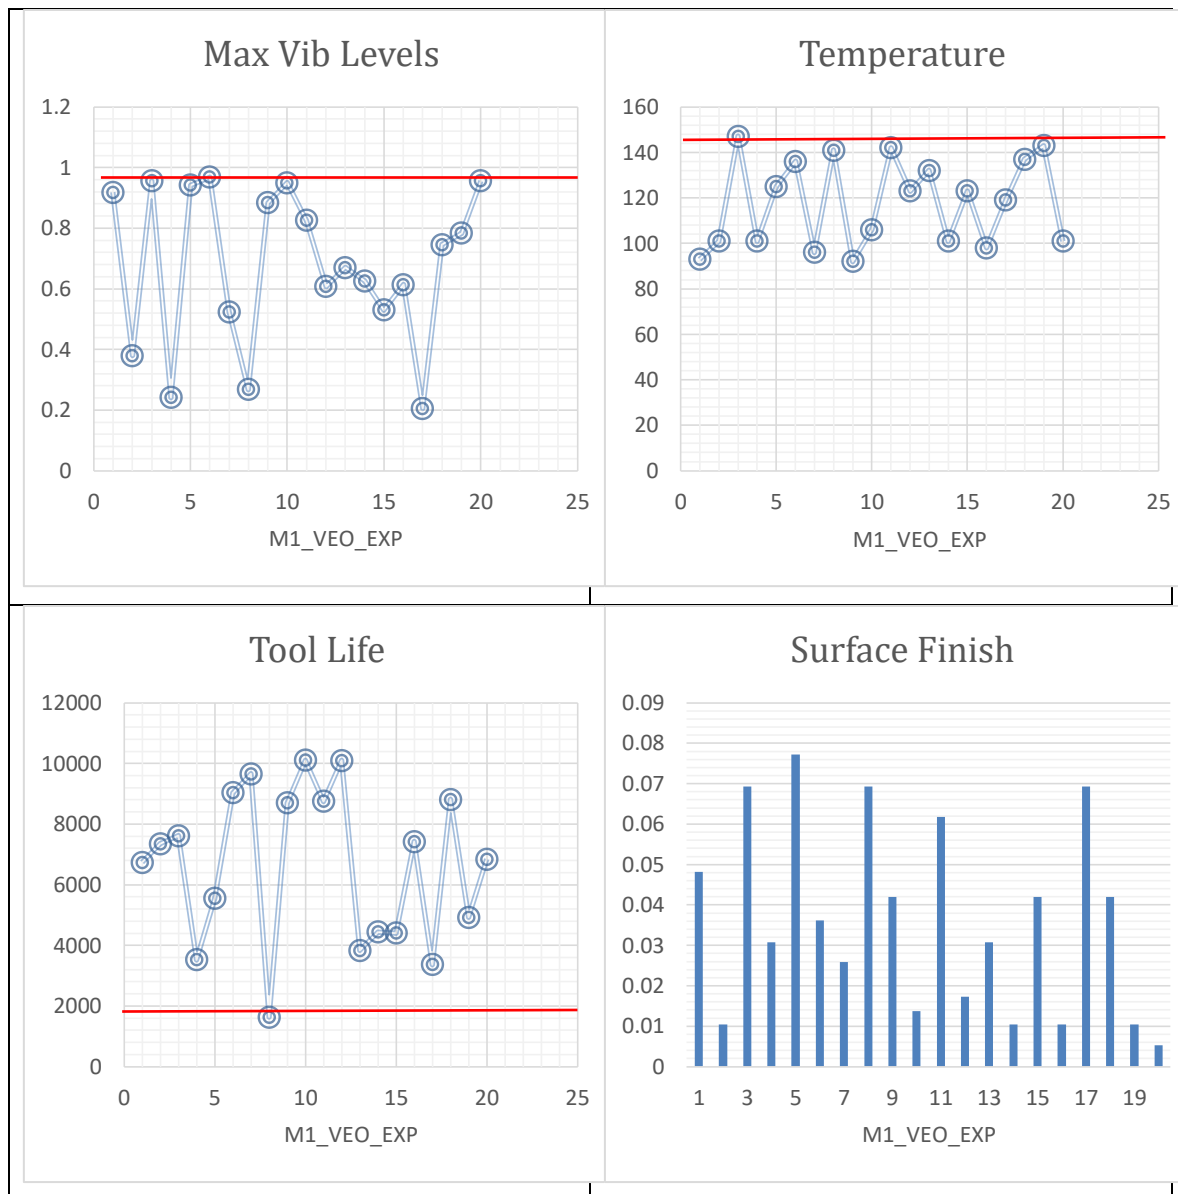 Max Vib Levels
1.2
1
0.8
0.6
0.4
0.2
0
0 5 10 15 20 25
M1_VEO_EXP
Temperature
160
140
120
100
80
60
40
20
0
0 5 10 15 20 25
M1_VEO_EXP
Tool Life
12000
10000
8000
6000
4000
2000
0
0 5 10 15 20 25
M1_VEO_EXP
Surface Finish
0.09
0.08
0.07
0.06
0.05
0.04
0.03
0.02
0.01
0
1 3 5 7 9 11 13 15 17 19
M1_VEO_EXP